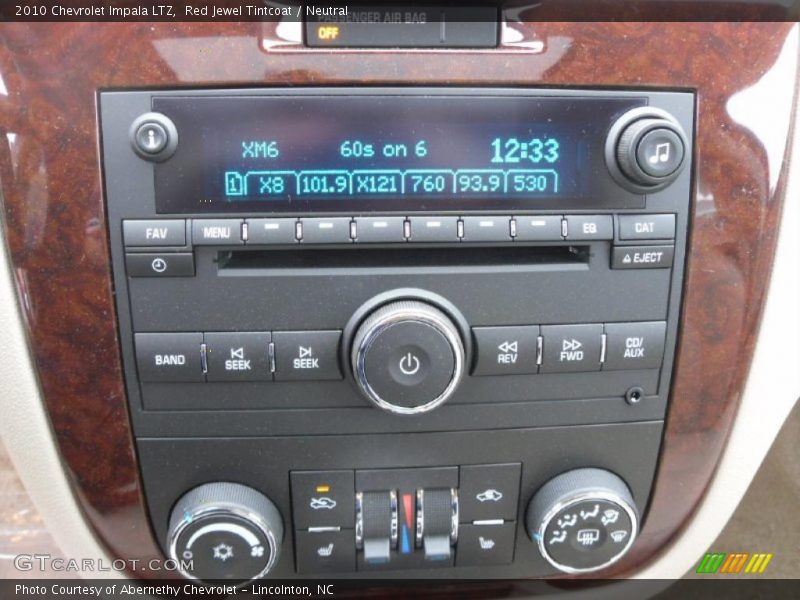 2010 Chevrolet Impala LTZ, Red Jewel Tintcoat / Neutral
PASSENGER AIR BAG
OFF
XM6 60s on 6 12:33
1 X8 101.9 X121 760 93.9 530
FAV MENU EQ CAT
EJECT
BAND SEEK SEEK REV FWD CD/
AUX
GTCarLot.com
Photo Courtesy of Abernethy Chevrolet - Lincolnton, NC